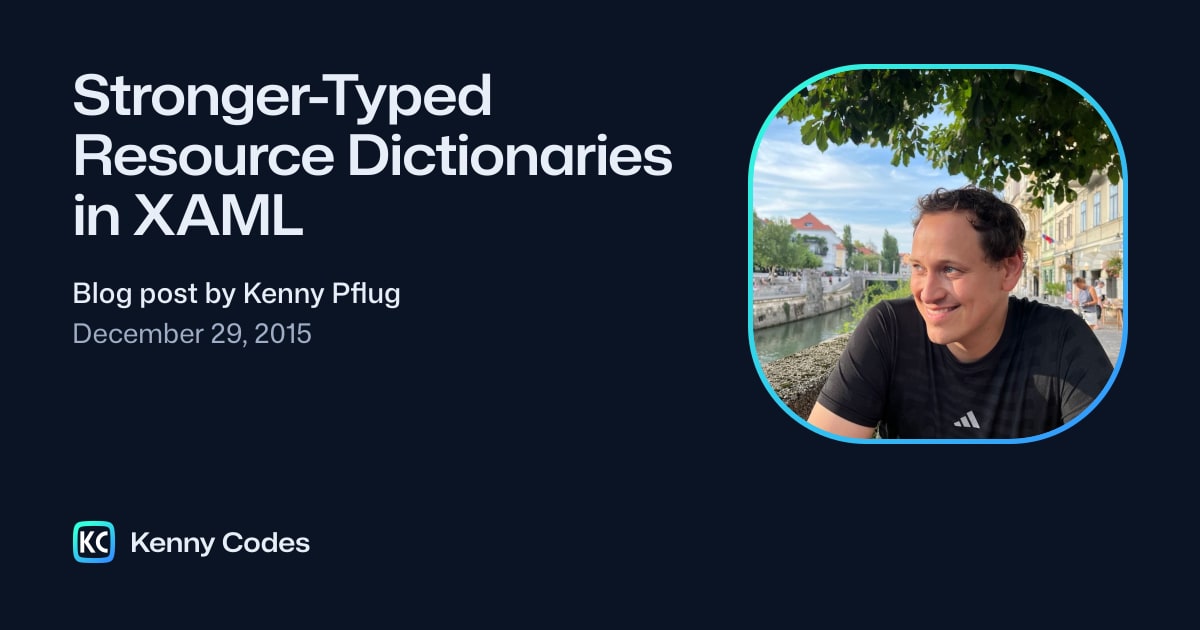 Stronger-Typed
Resource Dictionaries
in XAML
Blog post by Kenny Pflug
December 29, 2015
KC Kenny Codes